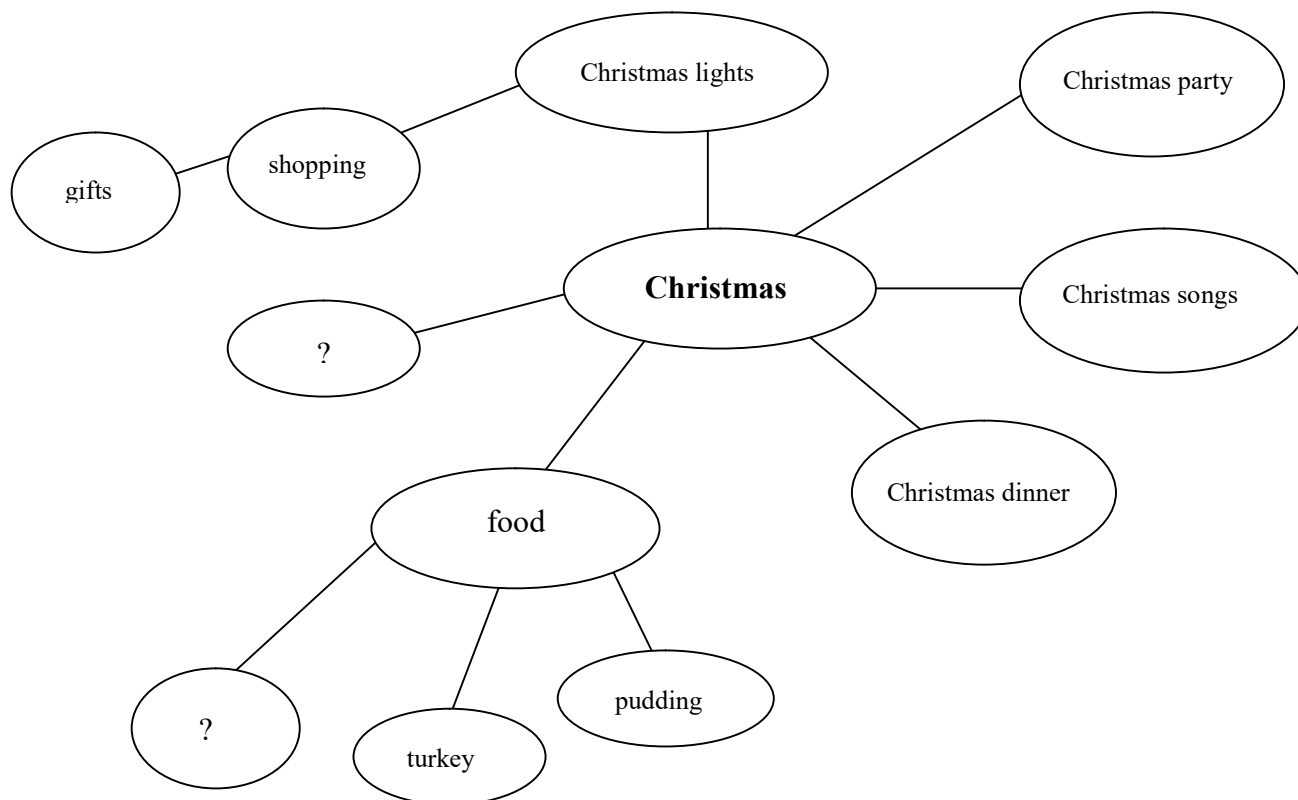 Christmas lights
Christmas party
shopping
gifts
Christmas
Christmas songs
?
Christmas dinner
food
pudding
?
turkey